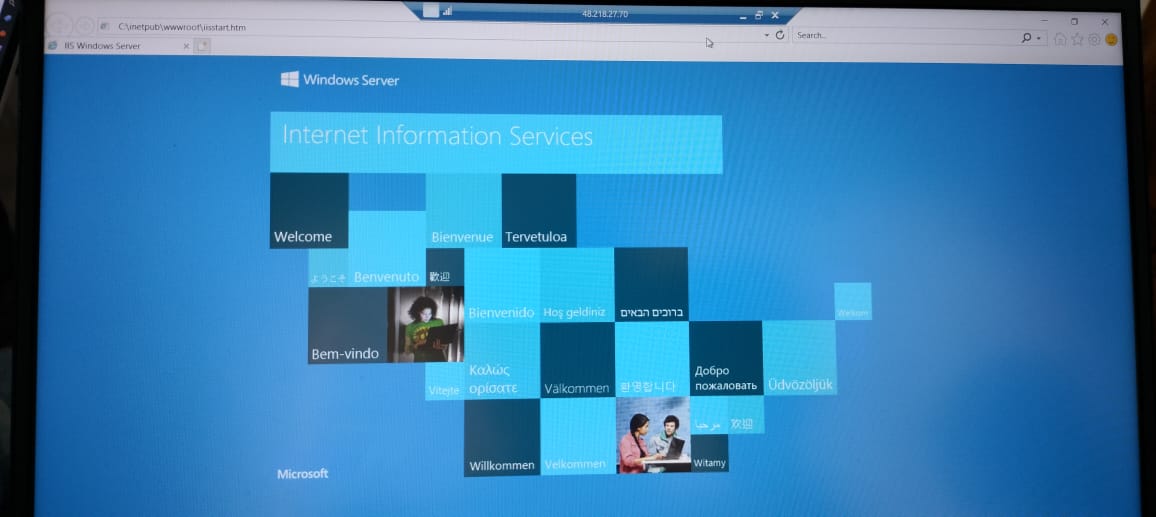 48.218.27.70
C:\inetpub\wwwroot\iisstart.htm
Search...
IIS Windows Server
Windows Server
Internet Information Services
Welcome
Bienvenue
Tervetuloa
ようこそ
Benvenuto
歡迎
Bienvenido
Hoş geldiniz
ברוכים הבאים
Welkom
Bem-vindo
Vítejte
Καλώς
ορίσατε
Välkommen
환영합니다
Добро
пожаловать
Üdvözöljük
مرحبا
欢迎
Willkommen
Velkommen
Witamy
Microsoft